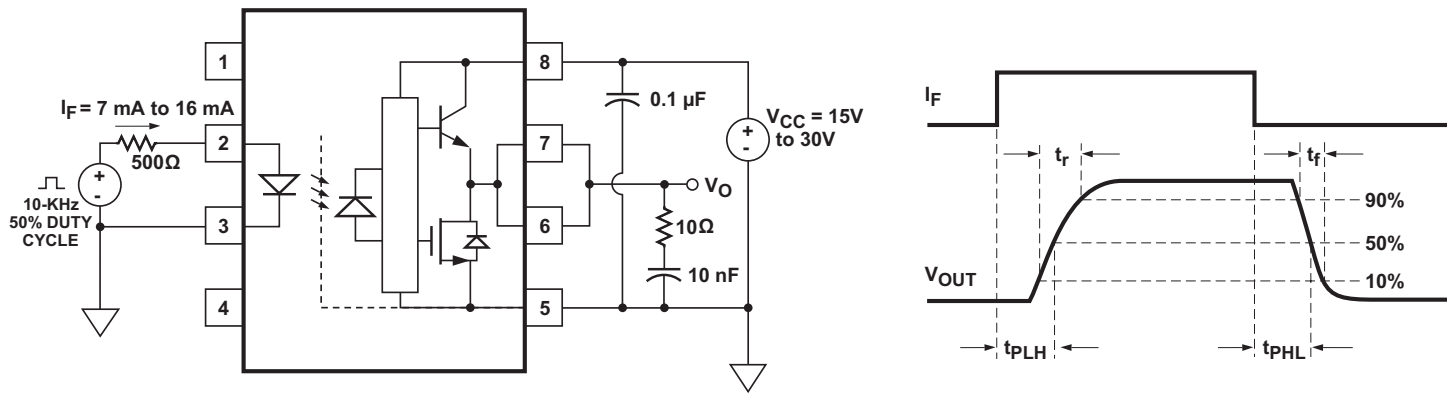 1
2
3
4
8
7
6
5
I_F = 7 mA to 16 mA
500Ω
+
-
10-KHz
50% DUTY
CYCLE
0.1 µF
+
-
V_CC = 15V
to 30V
V_O
10Ω
10 nF
I_F
t_r
t_f
90%
50%
10%
V_OUT
t_PLH
t_PHL